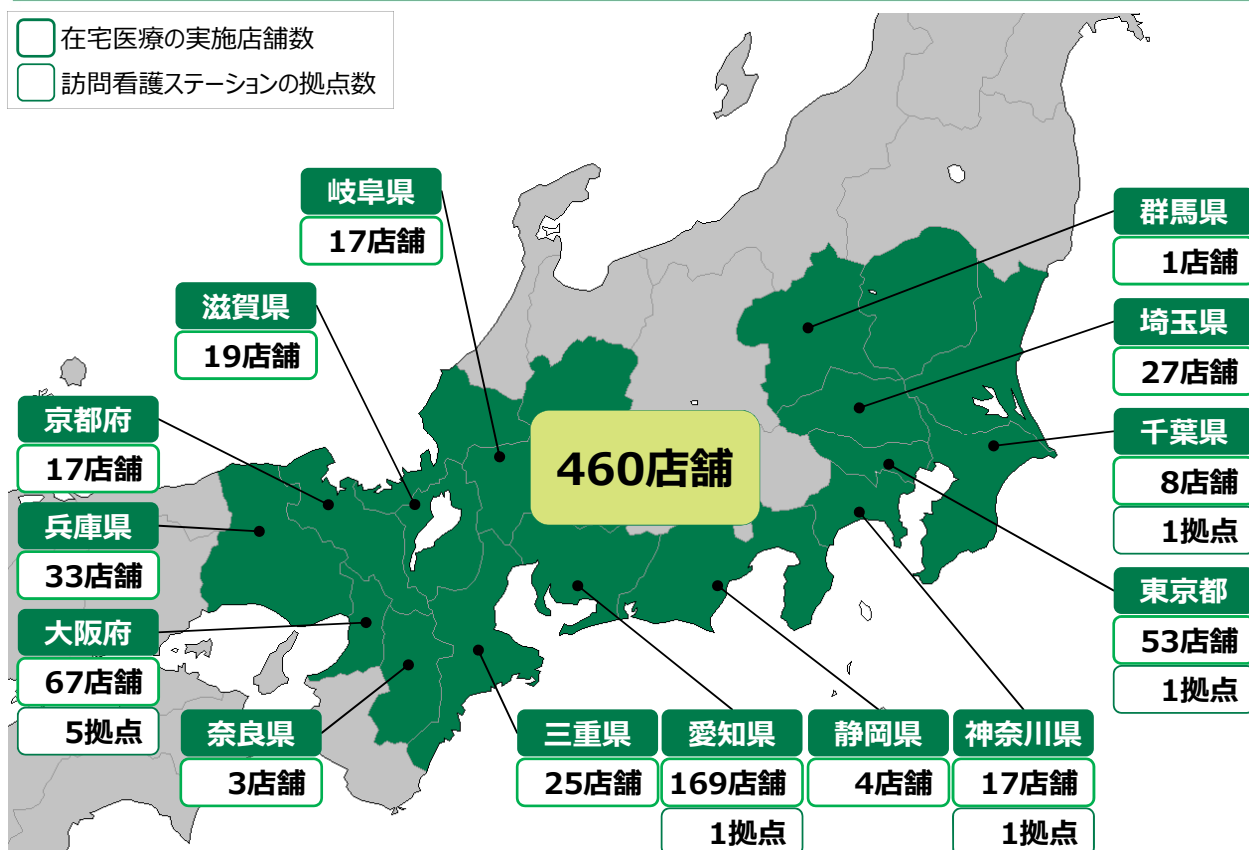 在宅医療の実施店舗数
訪問看護ステーションの拠点数
岐阜県
17店舗
滋賀県
19店舗
京都府
17店舗
兵庫県
33店舗
大阪府
67店舗
5拠点
奈良県
3店舗
460店舗
三重県
25店舗
愛知県
169店舗
1拠点
静岡県
4店舗
神奈川県
17店舗
1拠点
群馬県
1店舗
埼玉県
27店舗
千葉県
8店舗
1拠点
東京都
53店舗
1拠点